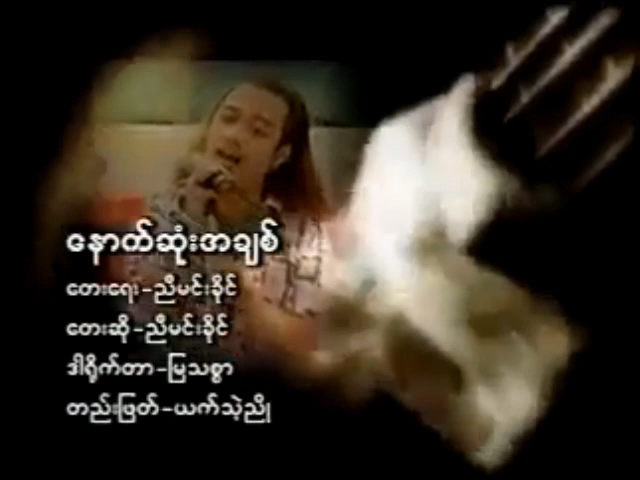 နောက်ဆုံးအချစ်
တေးရေး-ညီမင်းခိုင်
တေးဆို-ညီမင်းခိုင်
ဒါရိုက်တာ-မြသစ္စာ
တည်းဖြတ်-ယက်သဲ့ညို